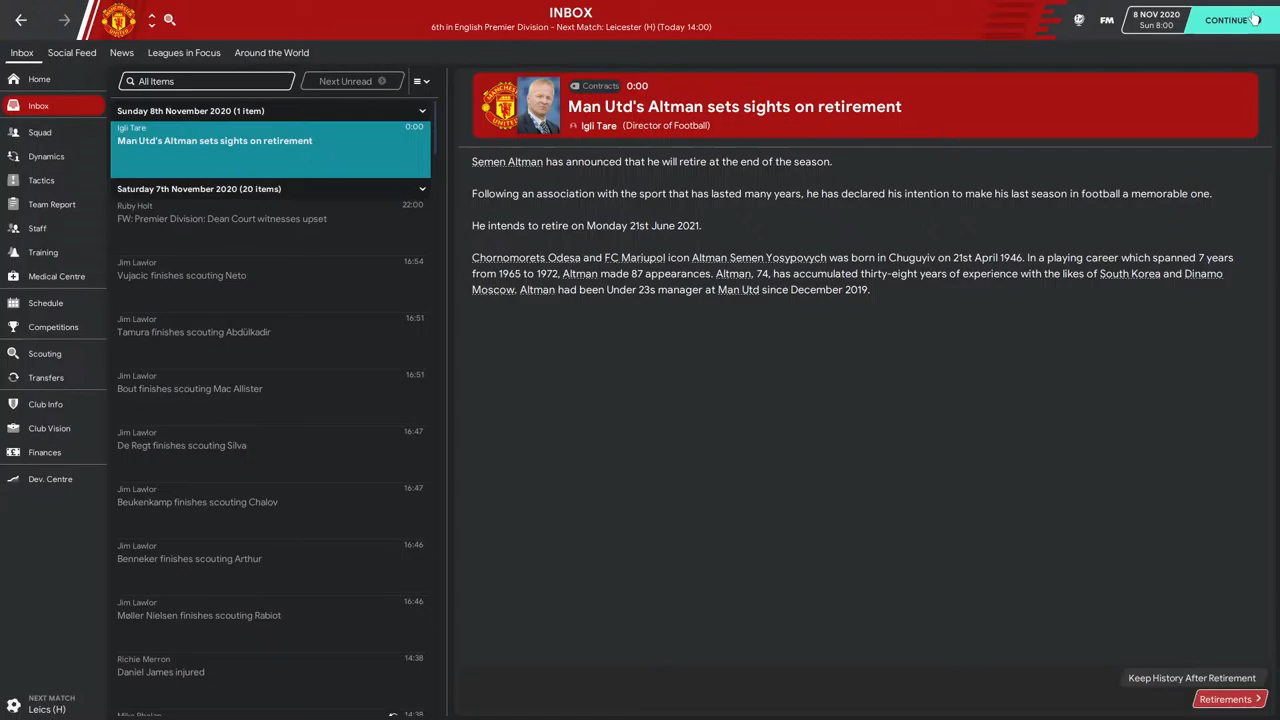 INBOX
6th in English Premier Division - Next Match: Leicester (H) (Today 14:00)
FM
8 NOV 2020
Sun 8:00
CONTINUE
Inbox
Social Feed
News
Leagues in Focus
Around the World
Home
Inbox
Squad
Dynamics
Tactics
Team Report
Staff
Training
Medical Centre
Schedule
Competitions
Scouting
Transfers
Club Info
Club Vision
Finances
Dev. Centre
NEXT MATCH
Leics (H)
All Items
Next Unread
Sunday 8th November 2020 (1 item)
Igli Tare 0:00
Man Utd's Altman sets sights on retirement
Saturday 7th November 2020 (20 items)
Ruby Holt 22:00
FW: Premier Division: Dean Court witnesses upset
Jim Lawlor 16:54
Vujacic finishes scouting Neto
Jim Lawlor 16:51
Tamura finishes scouting Abdülkadir
Jim Lawlor 16:51
Bout finishes scouting Mac Allister
Jim Lawlor 16:47
De Regt finishes scouting Silva
Jim Lawlor 16:47
Beukenkamp finishes scouting Chalov
Jim Lawlor 16:46
Benneker finishes scouting Arthur
Jim Lawlor 16:46
Møller Nielsen finishes scouting Rabiot
Richie Merron 14:38
Daniel James injured
Mike Phelan 14:38
MANCHESTER
UNITED
Contracts 0:00
Man Utd's Altman sets sights on retirement
Igli Tare (Director of Football)
Semen Altman has announced that he will retire at the end of the season.
Following an association with the sport that has lasted many years, he has declared his intention to make his last season in football a memorable one.
He intends to retire on Monday 21st June 2021.
Chornomorets Odesa and FC Mariupol icon Altman Semen Yosypovych was born in Chuguyiv on 21st April 1946. In a playing career which spanned 7 years
from 1965 to 1972, Altman made 87 appearances. Altman, 74, has accumulated thirty-eight years of experience with the likes of South Korea and Dinamo
Moscow. Altman had been Under 23s manager at Man Utd since December 2019.
Keep History After Retirement
Retirements